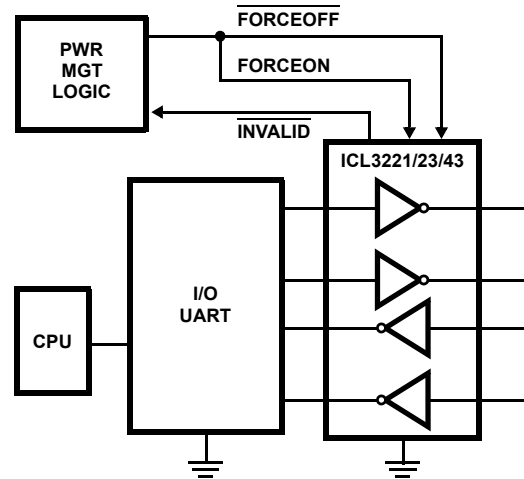 FORCEOFF
PWR
MGT
LOGIC
FORCEON
INVALID
ICL3221/23/43
I/O
UART
CPU